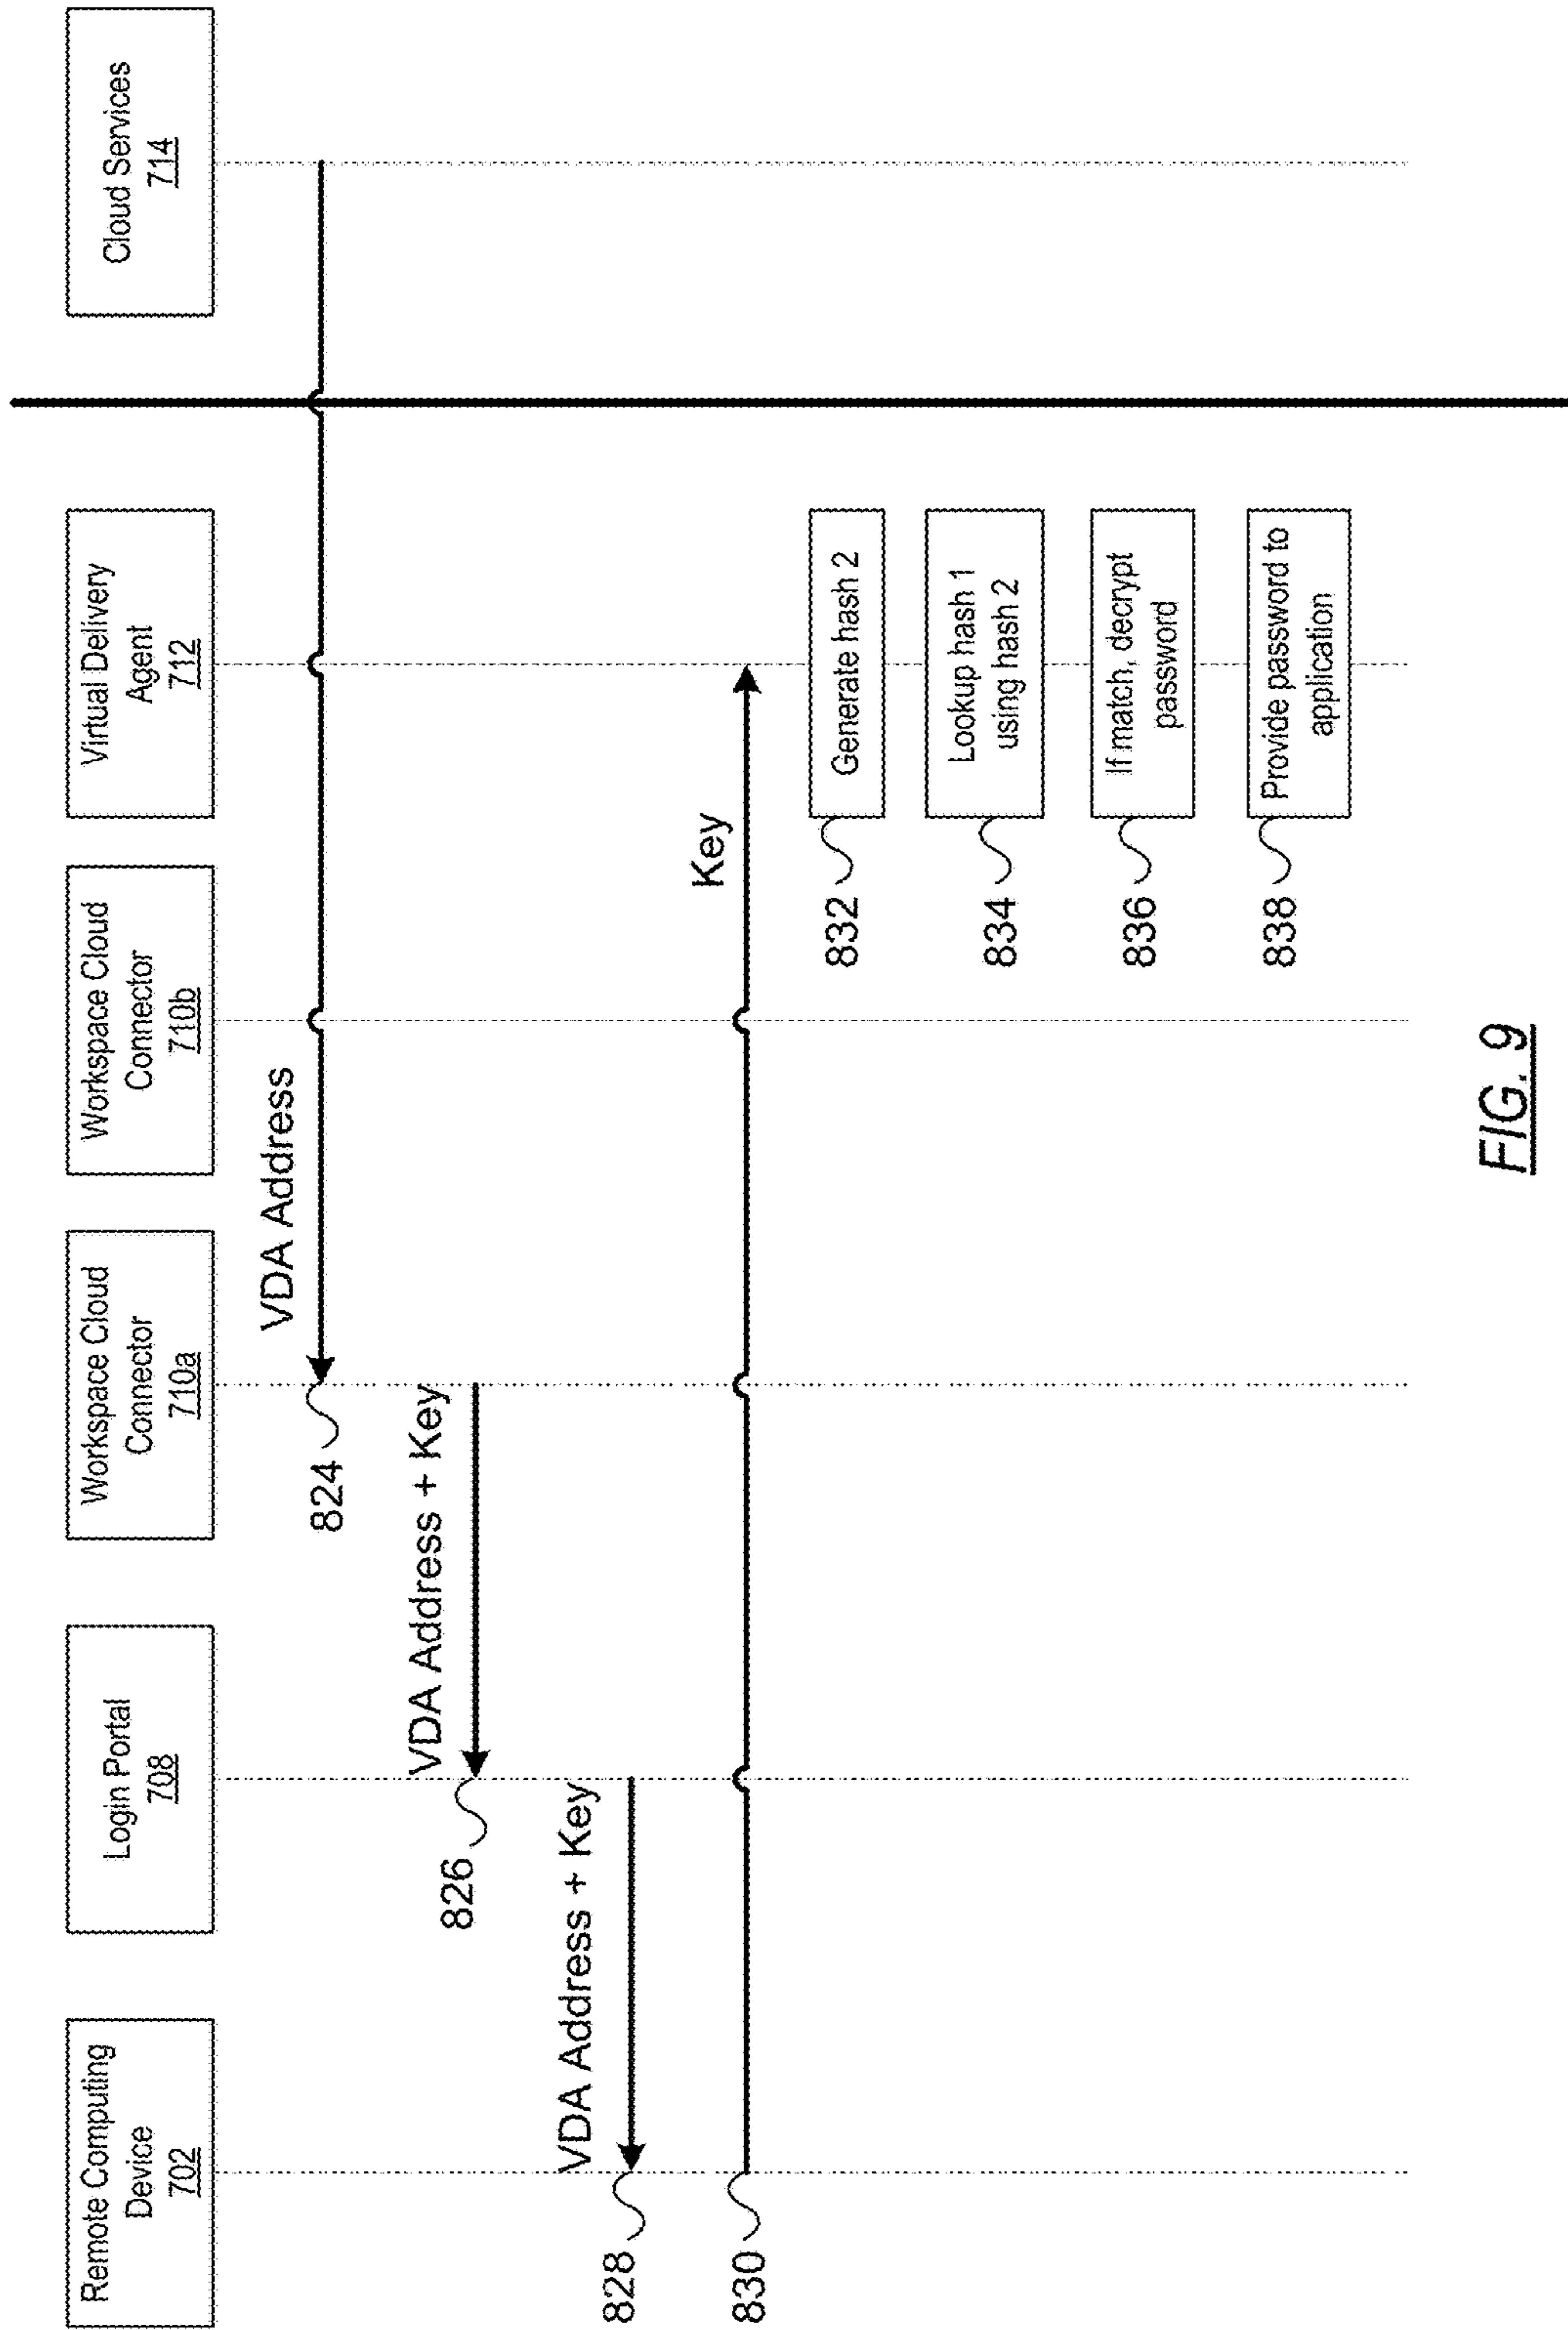 Remote Computing
Device
702
Login Portal
708
Workspace Cloud
Connector
710a
Workspace Cloud
Connector
710b
Virtual Delivery
Agent
712
Cloud Services
714
VDA Address
824
VDA Address + Key
826
VDA Address + Key
828
Key
830
832
Generate hash 2
834
Lookup hash 1
using hash 2
836
If match, decrypt
password
838
Provide password to
application
FIG. 9